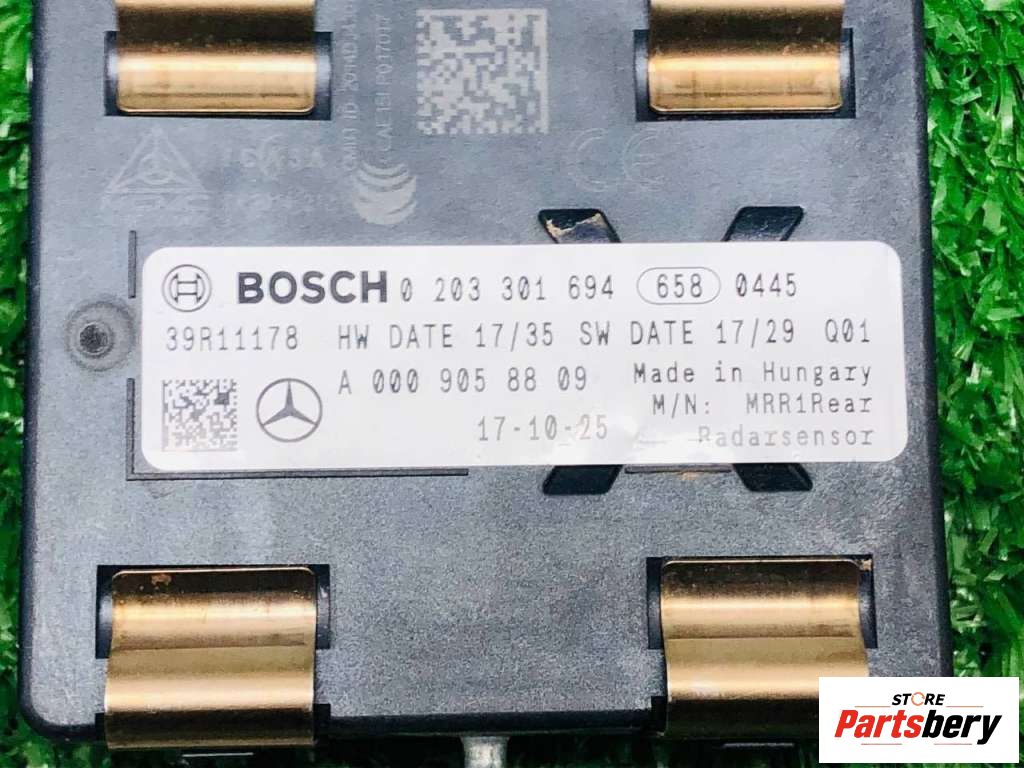 BOSCH 0 203 301 694 658 0445
39R11178 HW DATE 17/35 SW DATE 17/29 Q01
A 000 905 88 09 Made in Hungary
M/N: MRR1Rear
17-10-25 Radarsensor
CE
STORE
Partsbery